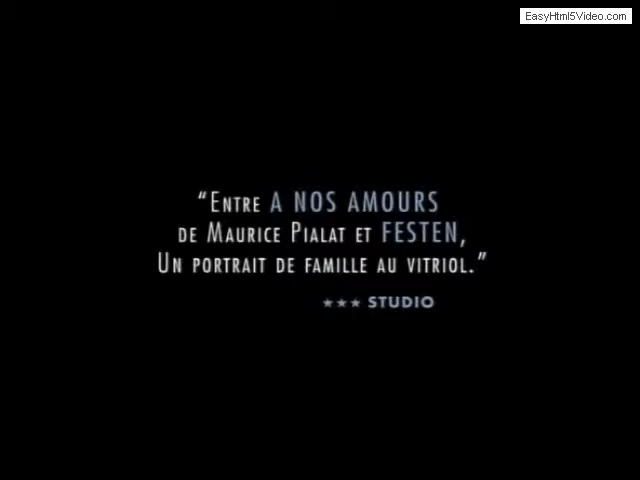 EasyHtml5Video.com
“Entre A NOS AMOURS
de Maurice Pialat et FESTEN,
Un portrait de famille au vitriol.”
★★★ STUDIO